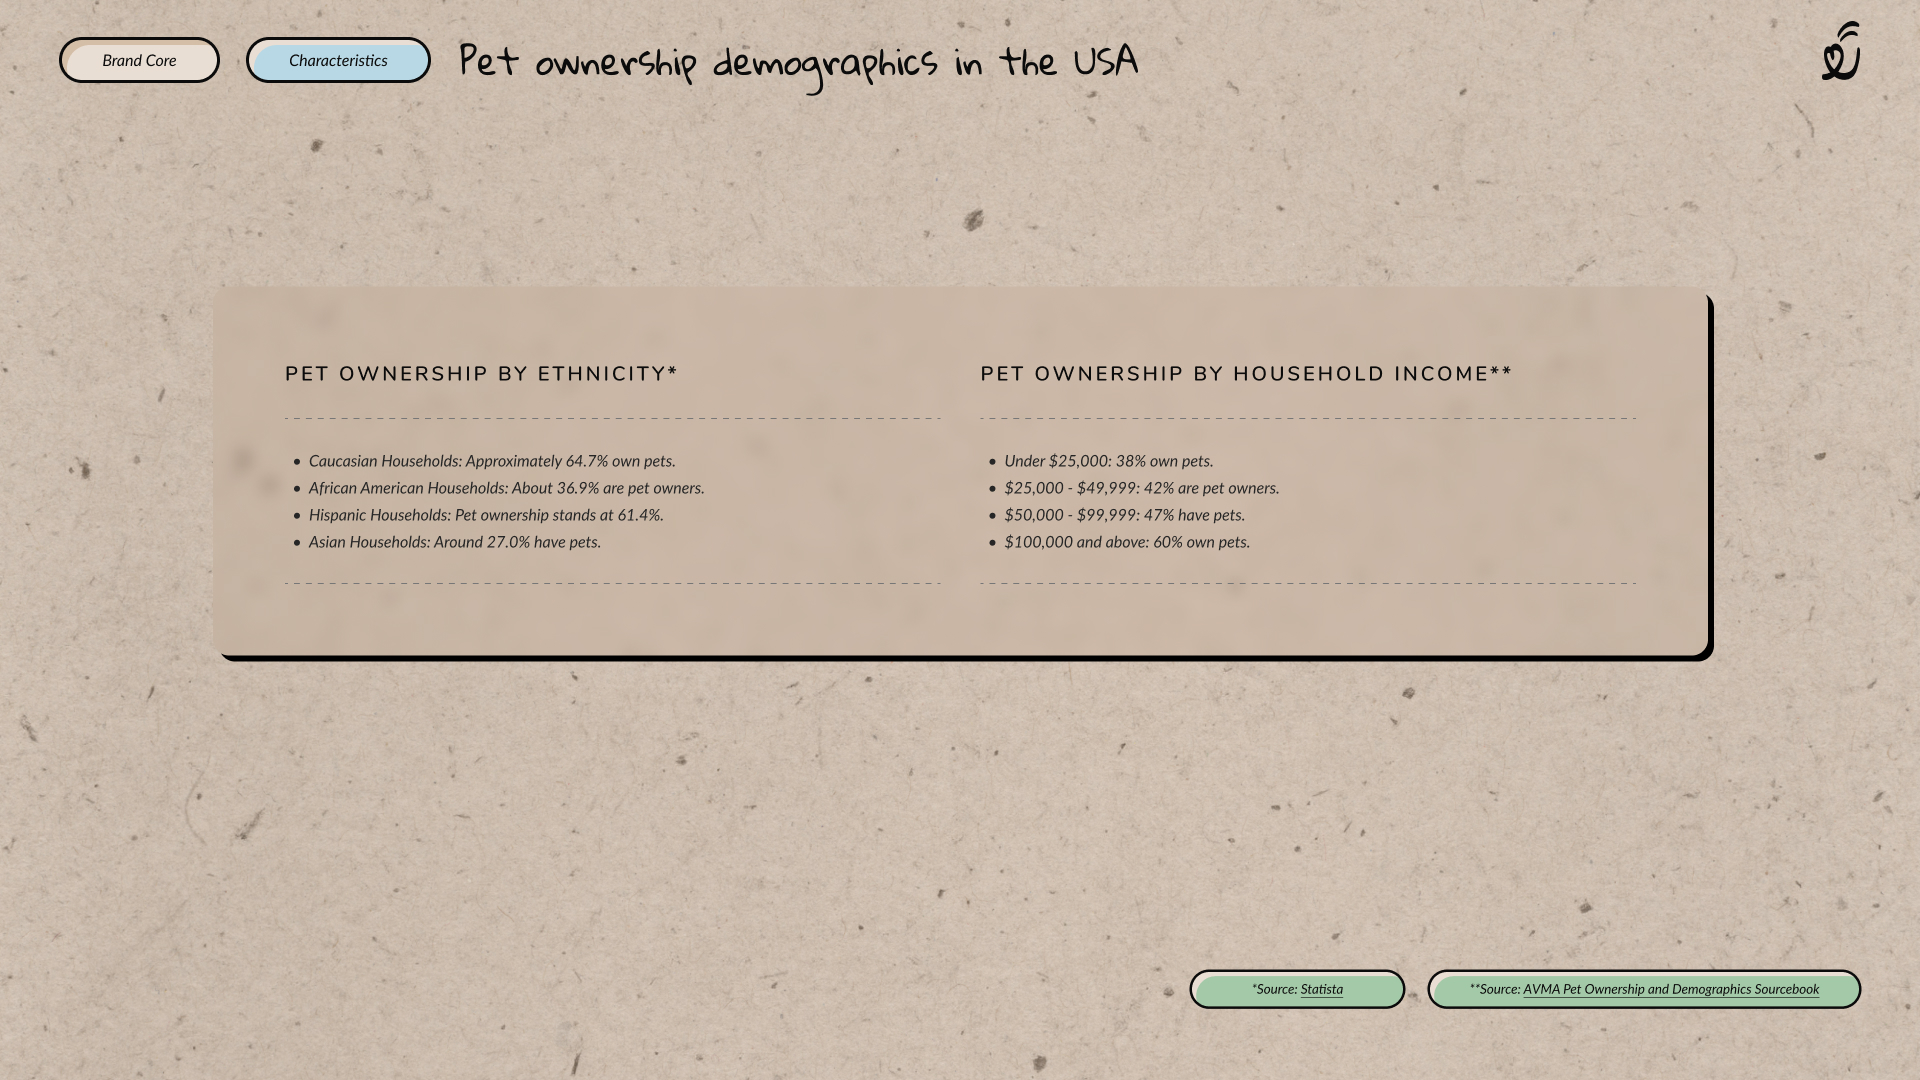 Brand Core
Characteristics
Pet ownership demographics in the USA
PET OWNERSHIP BY ETHNICITY*
• Caucasian Households: Approximately 64.7% own pets.
• African American Households: About 36.9% are pet owners.
• Hispanic Households: Pet ownership stands at 61.4%.
• Asian Households: Around 27.0% have pets.
PET OWNERSHIP BY HOUSEHOLD INCOME**
• Under $25,000: 38% own pets.
• $25,000 - $49,999: 42% are pet owners.
• $50,000 - $99,999: 47% have pets.
• $100,000 and above: 60% own pets.
*Source: Statista
**Source: AVMA Pet Ownership and Demographics Sourcebook